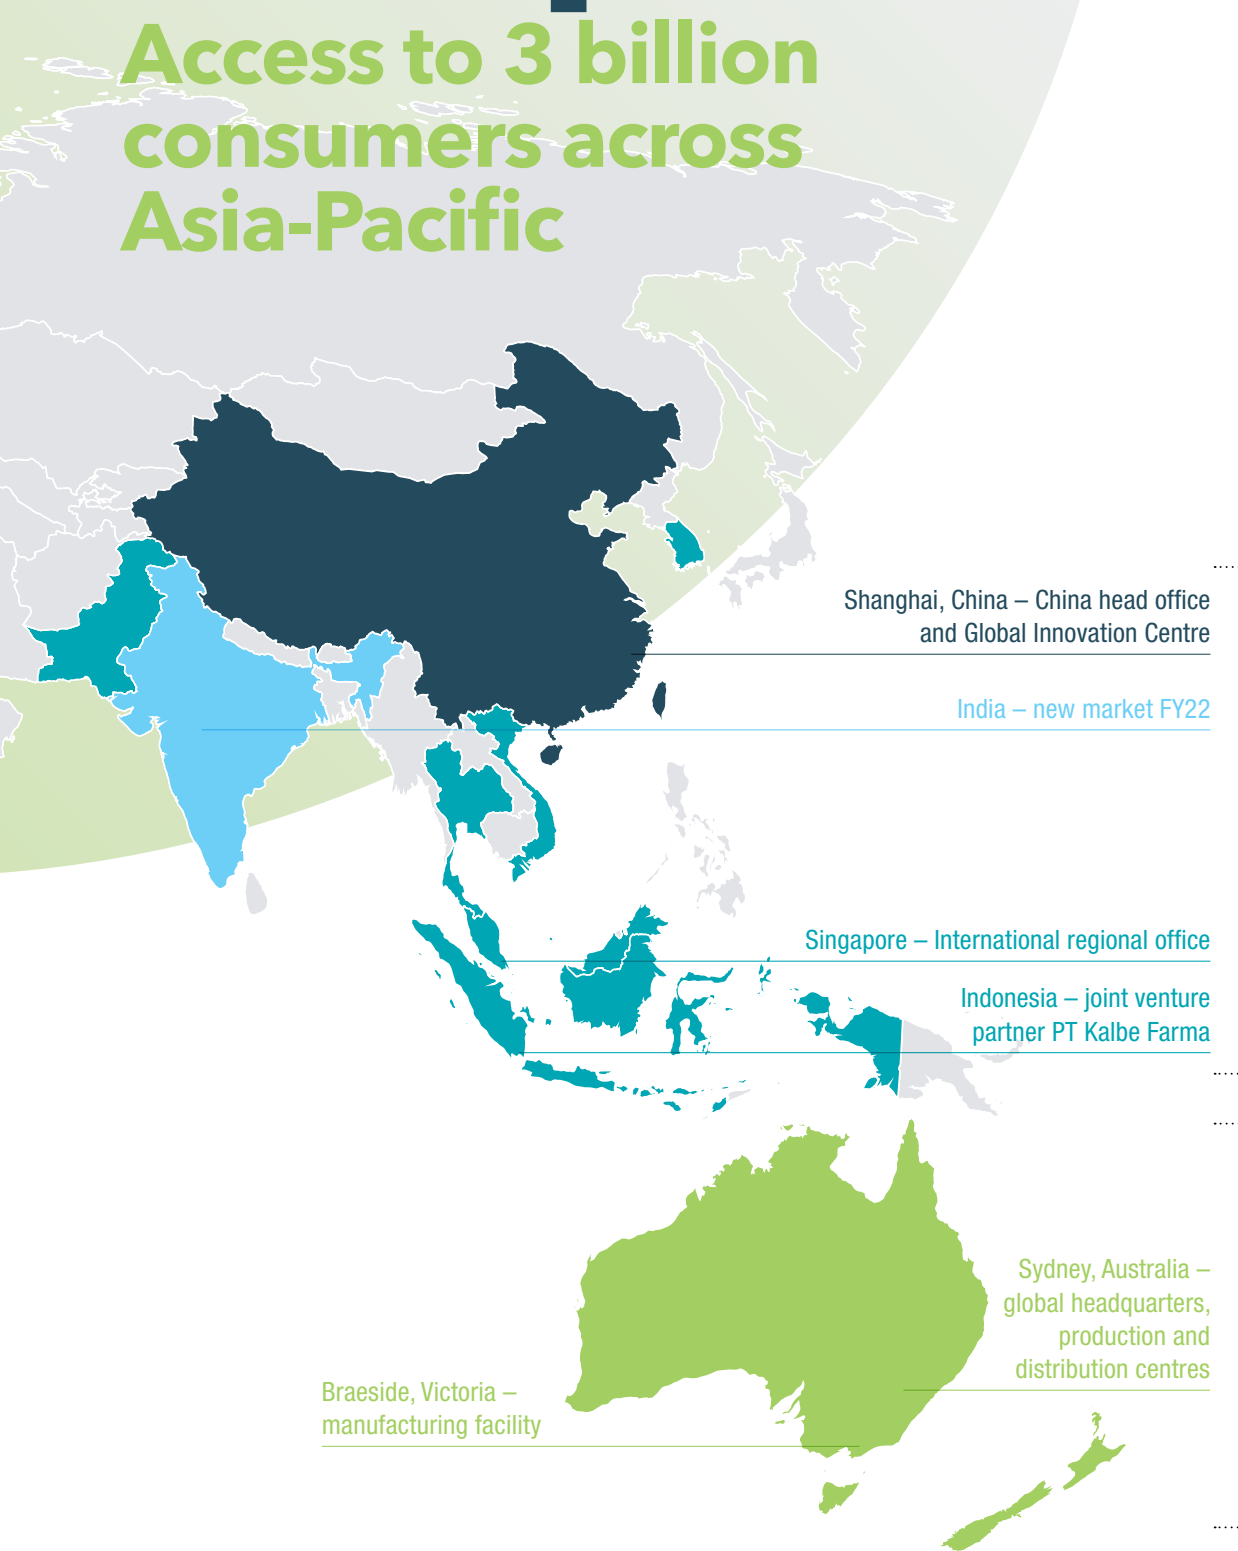 Access to 3 billion
consumers across
Asia-Pacific
Shanghai, China – China head office
and Global Innovation Centre
India – new market FY22
Singapore – International regional office
Indonesia – joint venture
partner PT Kalbe Farma
Sydney, Australia –
global headquarters,
production and
distribution centres
Braeside, Victoria –
manufacturing facility